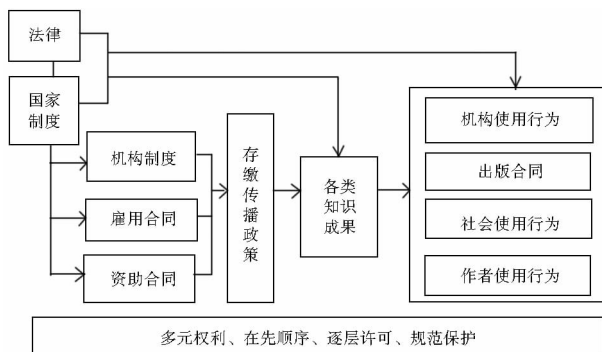 法律
国家
制度
机构制度
雇用合同
资助合同
存
缴
传
播
政
策
各类
知识
成果
机构使用行为
出版合同
社会使用行为
作者使用行为
多元权利、在先顺序、逐层许可、规范保护